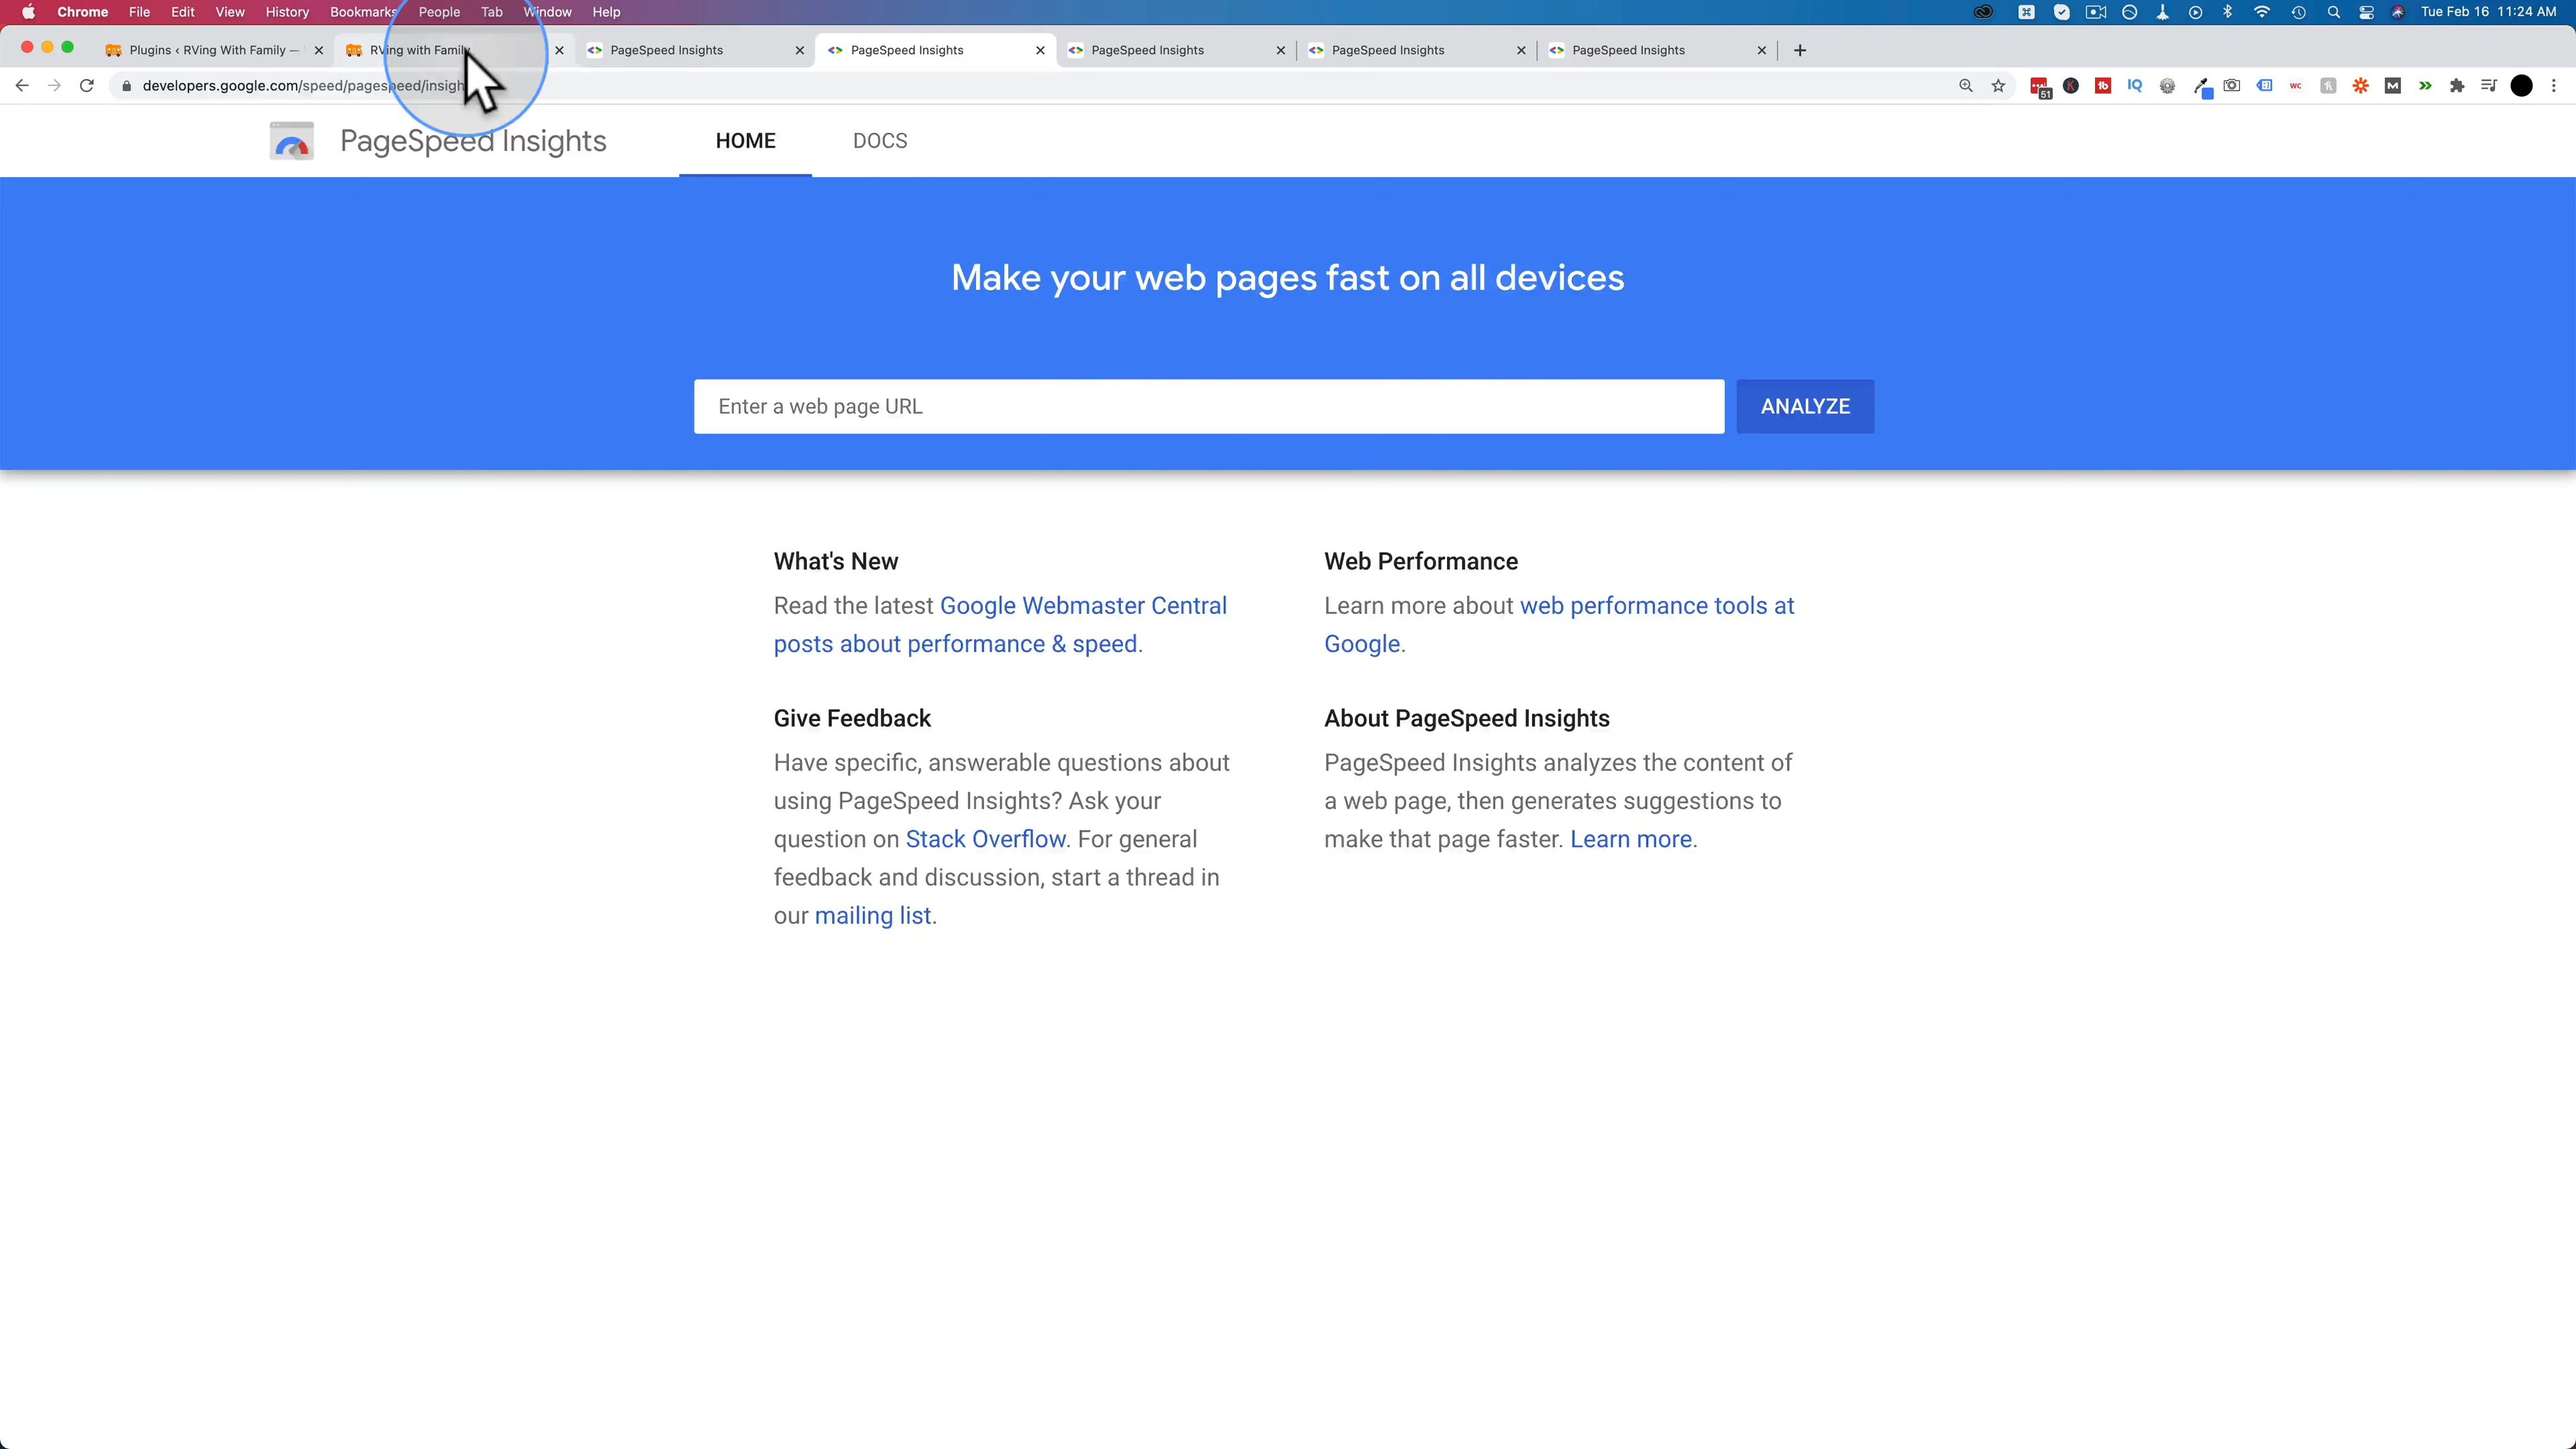 Chrome File Edit View History Bookmarks People Tab Window Help Tue Feb 16 11:24 AM
Plugins ‹ RVing With Family — RVing with Family PageSpeed Insights PageSpeed Insights PageSpeed Insights PageSpeed Insights PageSpeed Insights
developers.google.com/speed/pagespeed/insigh 51
PageSpeed Insights HOME DOCS
Make your web pages fast on all devices
Enter a web page URL ANALYZE
What's New
Read the latest Google Webmaster Central
posts about performance & speed.
Web Performance
Learn more about web performance tools at
Google.
Give Feedback
Have specific, answerable questions about
using PageSpeed Insights? Ask your
question on Stack Overflow. For general
feedback and discussion, start a thread in
our mailing list.
About PageSpeed Insights
PageSpeed Insights analyzes the content of
a web page, then generates suggestions to
make that page faster. Learn more.